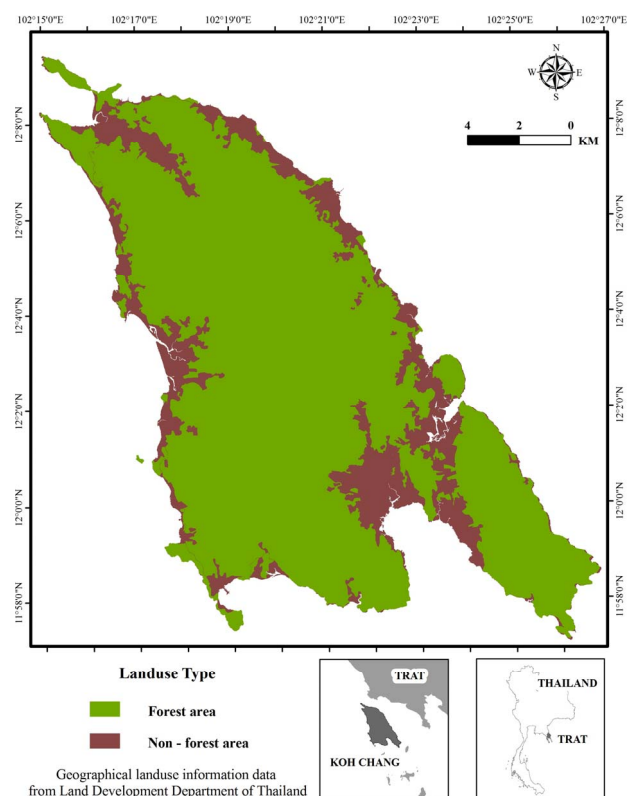 102°15'0"E 102°17'0"E 102°19'0"E 102°21'0"E 102°23'0"E 102°25'0"E 102°27'0"E
N
W E
S
12°8'0"N 12°8'0"N
4 2 0
KM
12°6'0"N 12°6'0"N
12°4'0"N 12°4'0"N
12°2'0"N 12°2'0"N
12°0'0"N 12°0'0"N
11°58'0"N 11°58'0"N
Landuse Type
Forest area
Non - forest area
Geographical landuse information data
from Land Development Department of Thailand
TRAT
KOH CHANG
THAILAND
TRAT